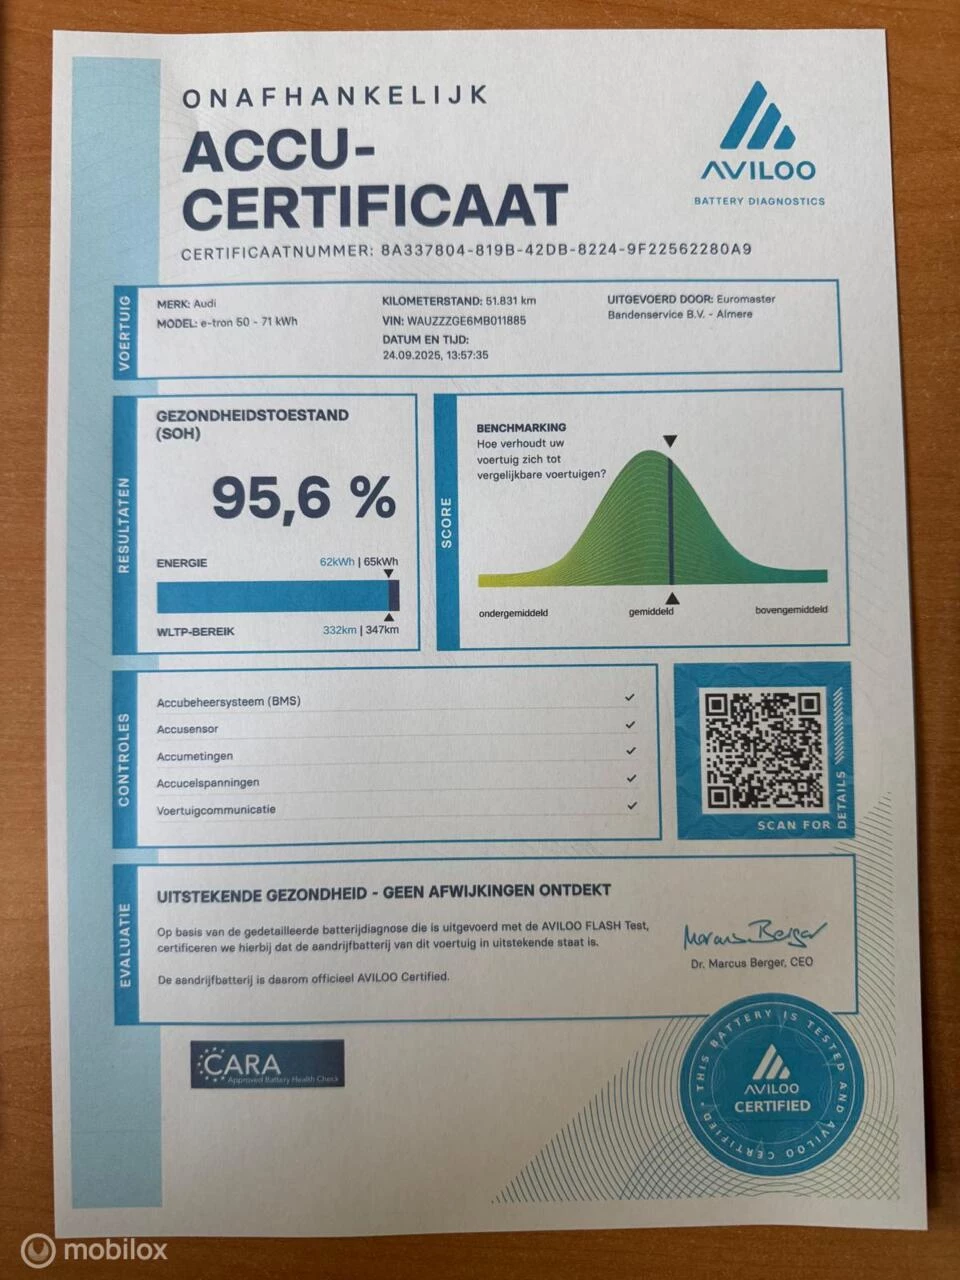 ONAFHANKELIJK
ACCU-
CERTIFICAAT
CERTIFICAATNUMMER: 8A337804-819B-42DB-8224-9F22562280A9
AVILOO
BATTERY DIAGNOSTICS
VOERTUIG
MERK: Audi
MODEL: e-tron 50 - 71 kWh
KILOMETERSTAND: 51.831 km
VIN: WAUZZZGE6MB011885
DATUM EN TIJD:
24.09.2025, 13:57:35
UITGEVOERD DOOR: Euromaster
Bandenservice B.V. - Almere
RESULTATEN
GEZONDHEIDSTOESTAND
(SOH)
95,6 %
ENERGIE 62kWh | 65kWh
WLTP-BEREIK 332km | 347km
SCORE
BENCHMARKING
Hoe verhoudt uw
voertuig zich tot
vergelijkbare voertuigen?
ondergemiddeld gemiddeld bovengemiddeld
CONTROLES
Accubeheersysteem (BMS)
Accusensor
Accumetingen
Accucelspanningen
Voertuigcommunicatie
SCAN FOR DETAILS
EVALUATIE
UITSTEKENDE GEZONDHEID - GEEN AFWIJKINGEN ONTDEKT
Op basis van de gedetailleerde batterijdiagnose die is uitgevoerd met de AVILOO FLASH Test,
certificeren we hierbij dat de aandrijfbatterij van dit voertuig in uitstekende staat is.
De aandrijfbatterij is daarom officieel AVILOO Certified.
Marcus Berger
Dr. Marcus Berger, CEO
CARA
Approved Battery Health Check
THIS BATTERY IS TESTED AND AVILOO CERTIFIED
AVILOO
CERTIFIED
mobilox